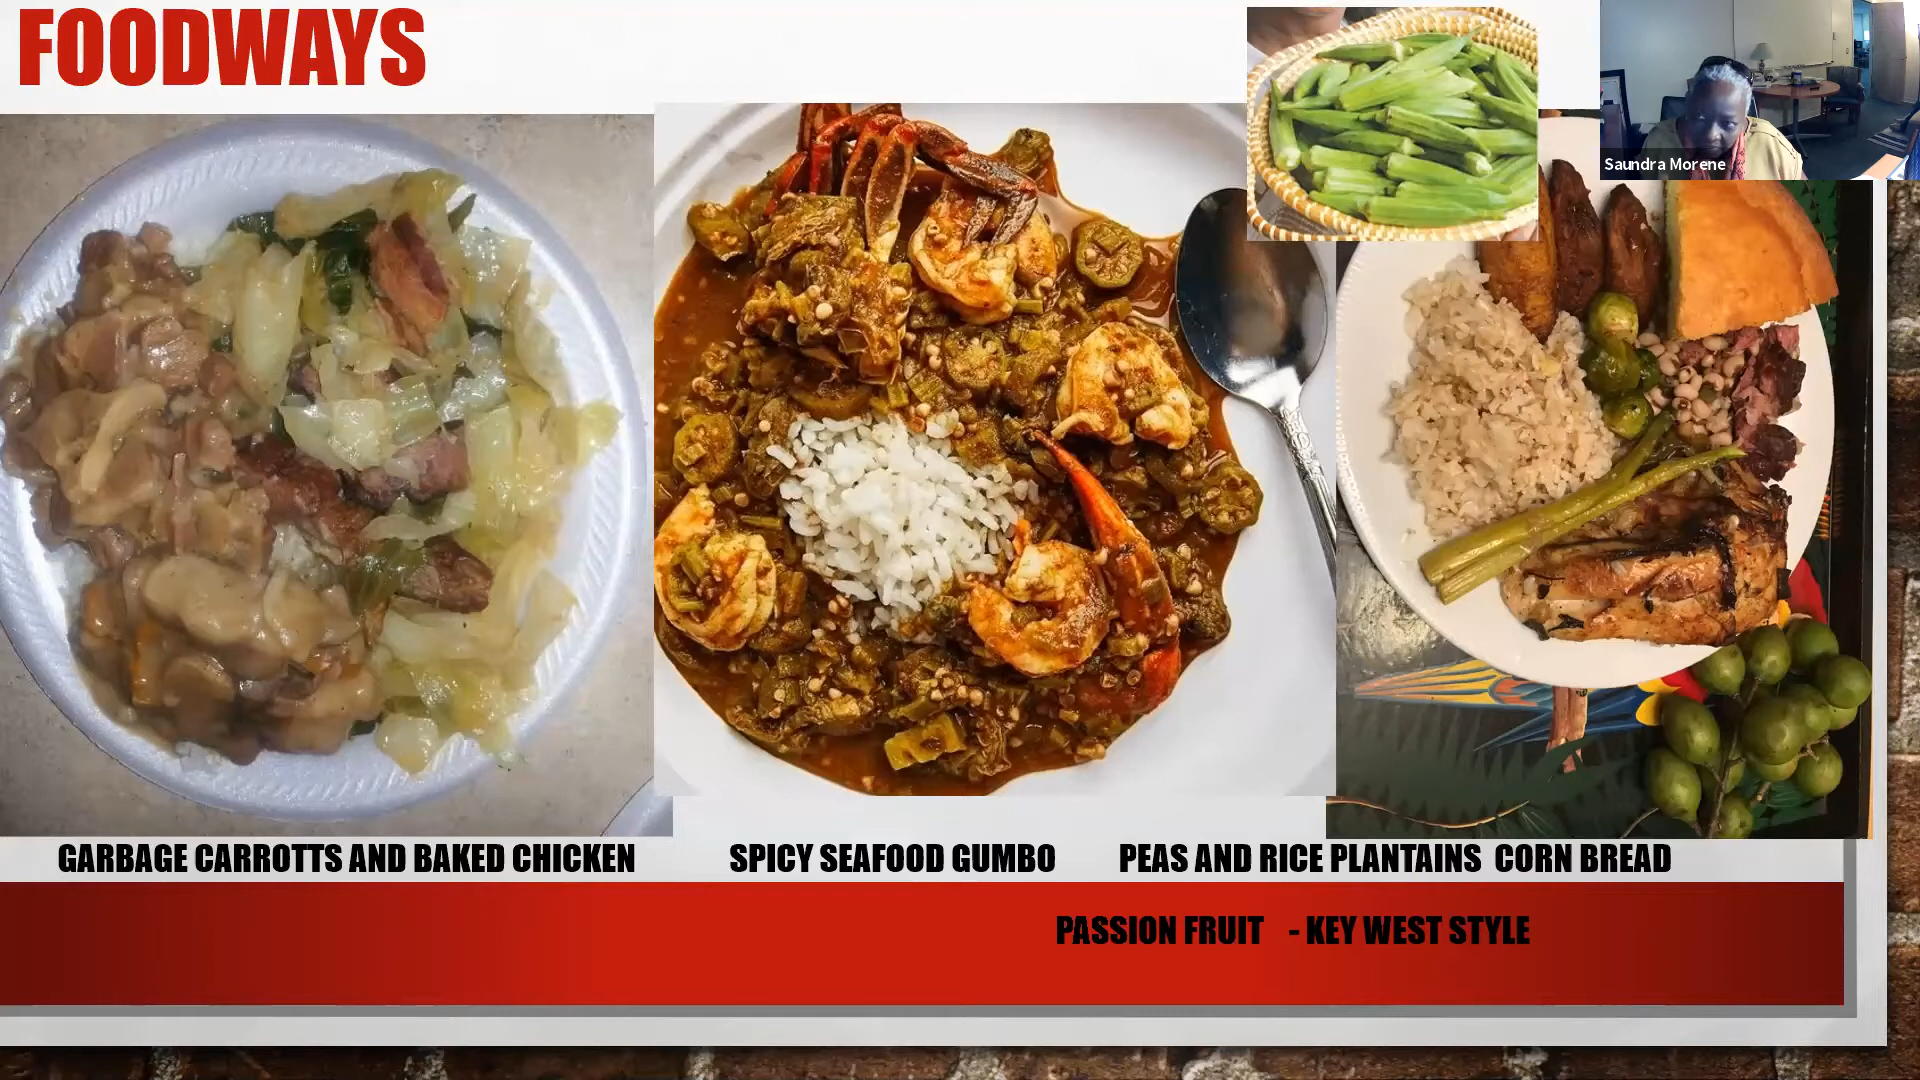 FOODWAYS
Saundra Morene
GARBAGE CARROTTS AND BAKED CHICKEN
SPICY SEAFOOD GUMBO
PEAS AND RICE PLANTAINS CORN BREAD
PASSION FRUIT - KEY WEST STYLE